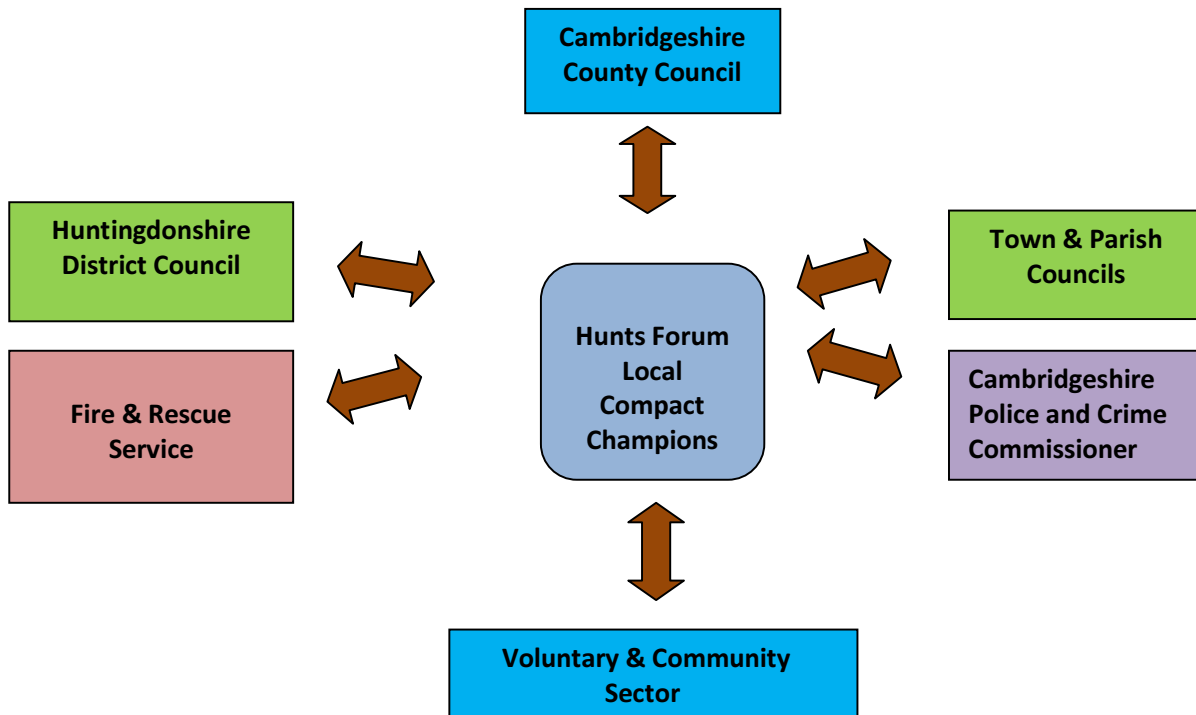 Cambridgeshire
County Council
Huntingdonshire
District Council
Town & Parish
Councils
Hunts Forum
Local
Compact
Champions
Fire & Rescue
Service
Cambridgeshire
Police and Crime
Commissioner
Voluntary & Community
Sector